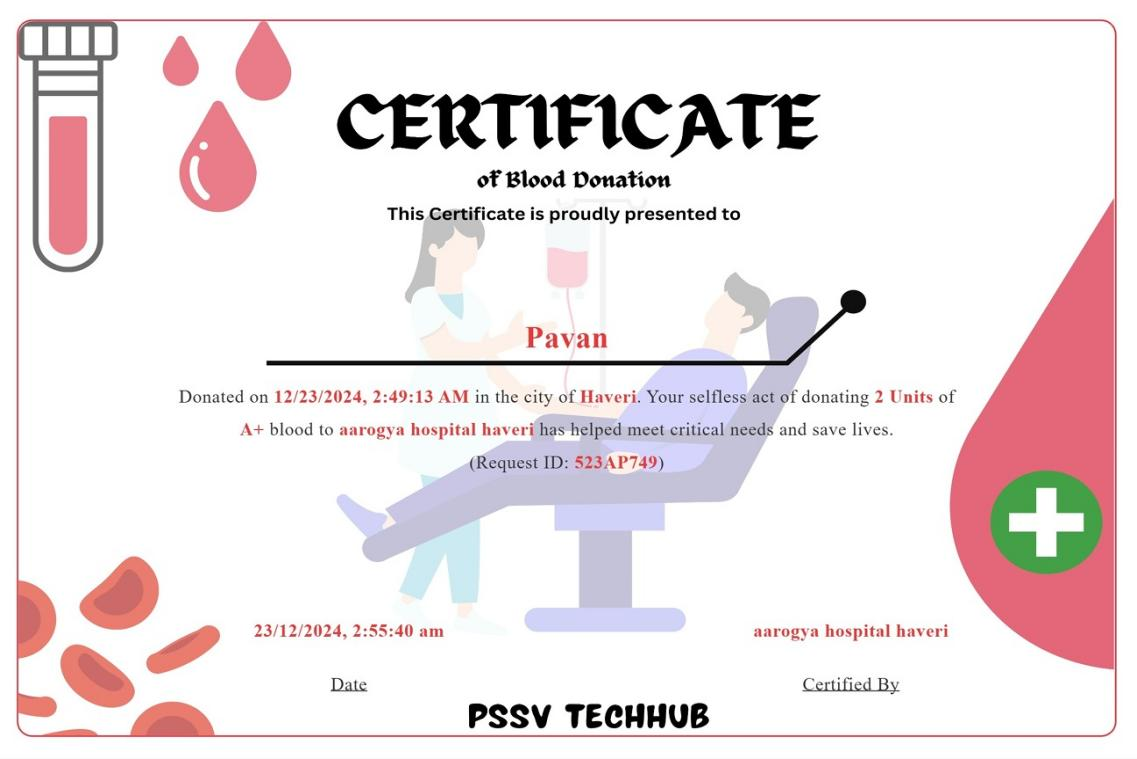 CERTIFICATE
of Blood Donation
This Certificate is proudly presented to
Pavan
Donated on 12/23/2024, 2:49:13 AM in the city of Haveri. Your selfless act of donating 2 Units of
A+ blood to aarogya hospital haveri has helped meet critical needs and save lives.
(Request ID: 523AP749)
23/12/2024, 2:55:40 am
aarogya hospital haveri
Date
Certified By
PSSV TECHHUB